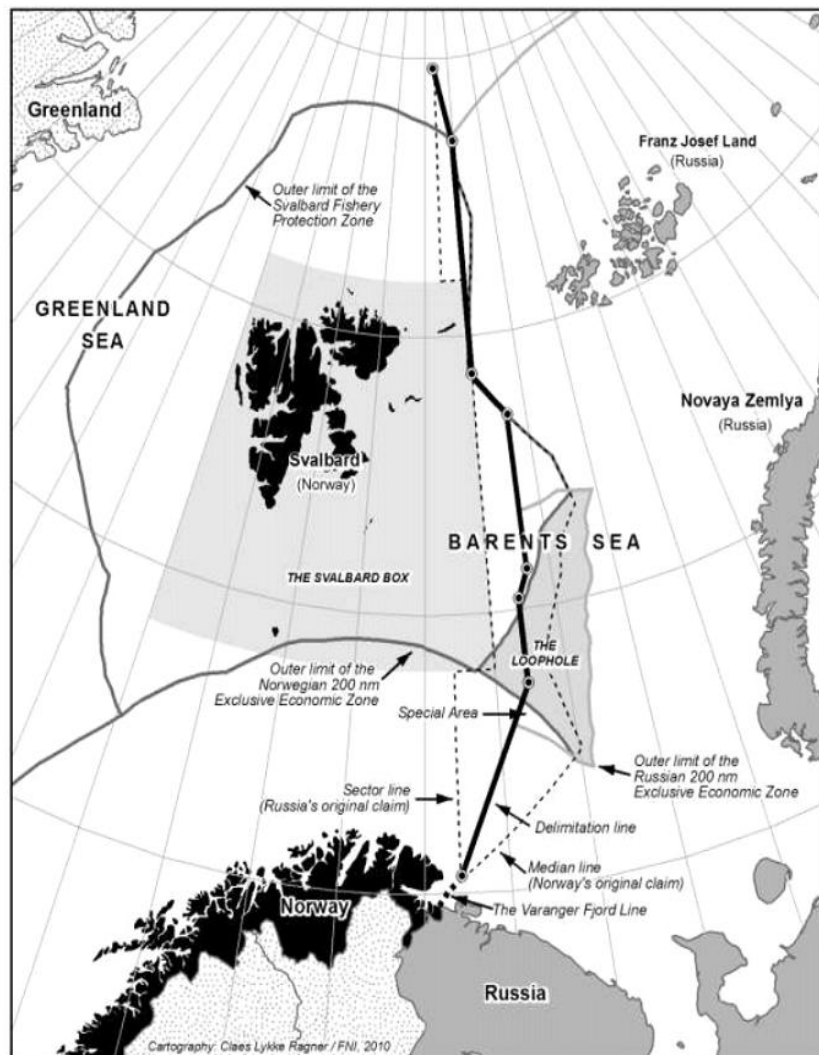 Greenland
Franz Josef Land
(Russia)
Outer limit of the
Svalbard Fishery
Protection Zone
GREENLAND
SEA
Novaya Zemlya
(Russia)
Svalbard
(Norway)
BARENTS SEA
THE SVALBARD BOX
THE
LOOPHOLE
Outer limit of the
Norwegian 200 nm
Exclusive Economic Zone
Special Area
Outer limit of the
Russian 200 nm
Exclusive Economic Zone
Sector line
(Russia's original claim)
Delimitation line
Median line
(Norway's original claim)
Norway
The Varanger Fjord Line
Russia
Cartography: Claes Lykke Ragner / FNI, 2010